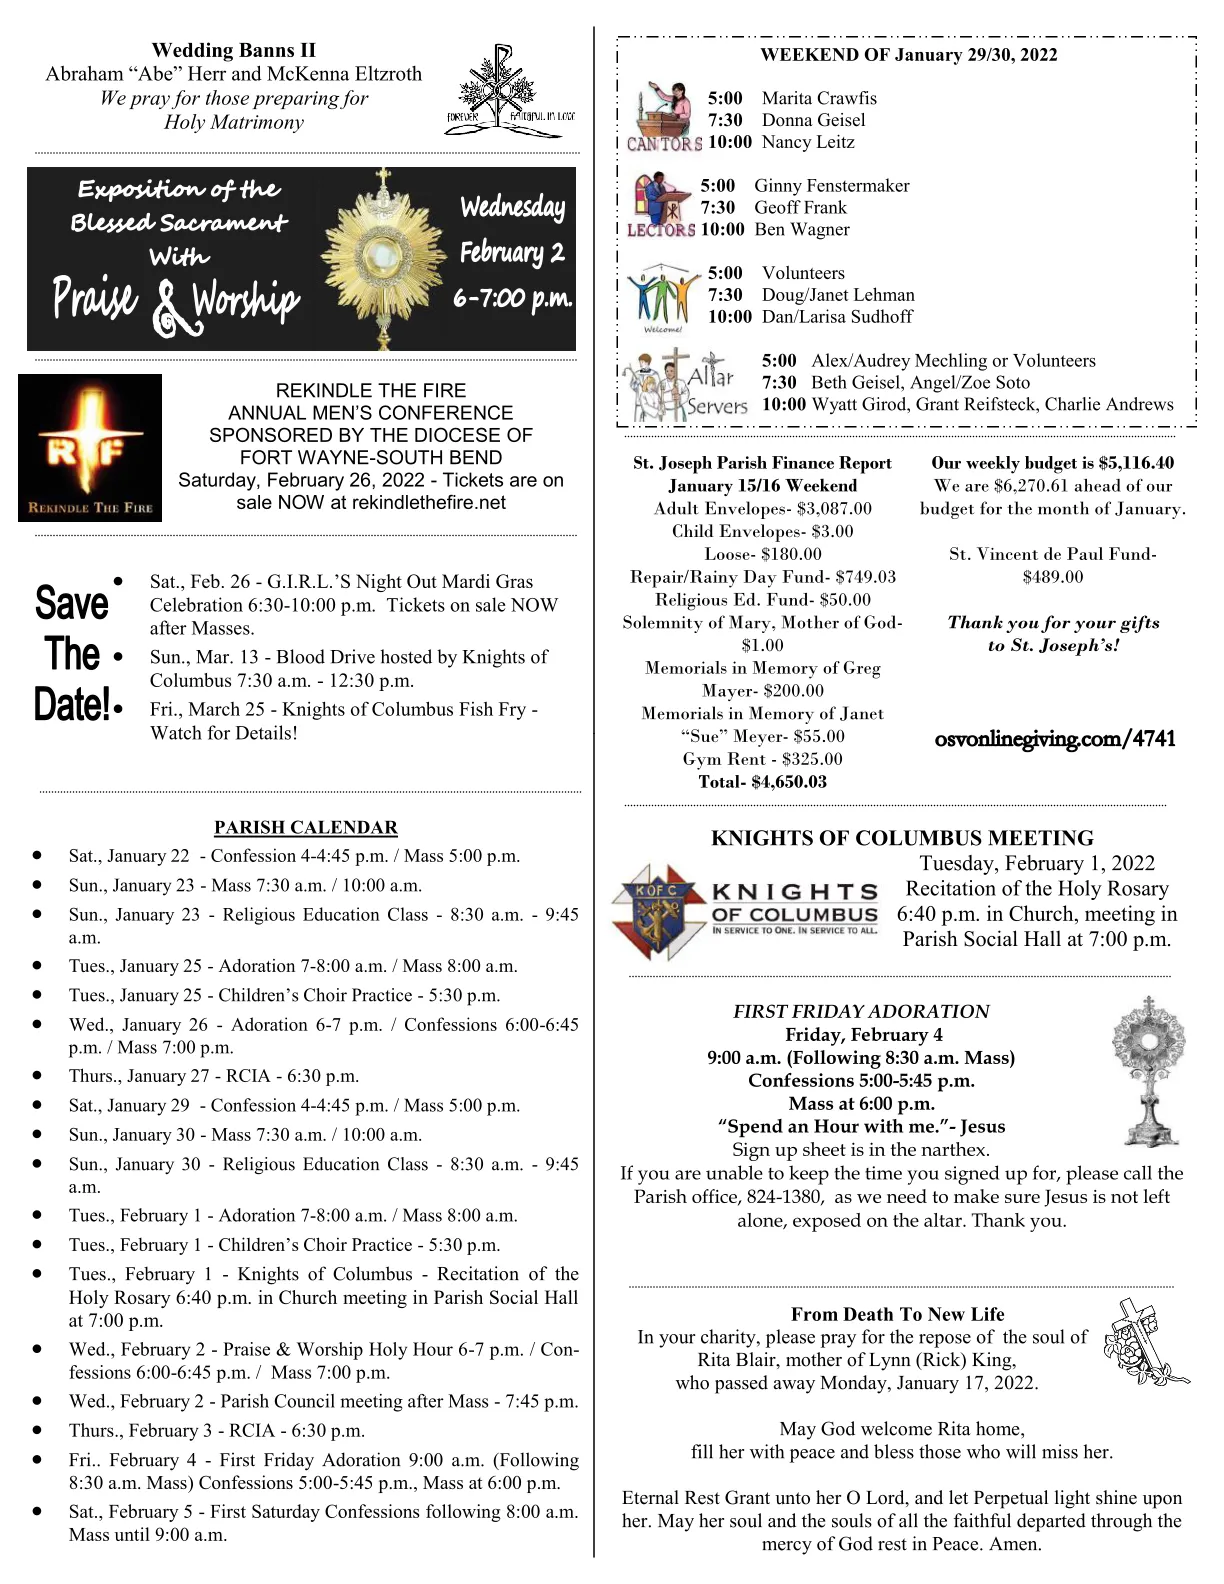 Wedding Banns II
Abraham “Abe” Herr and McKenna Eltzroth
We pray for those preparing for
Holy Matrimony
FOREVER FAITHFUL IN LOVE
Exposition of the
Blessed Sacrament
With
Praise & Worship
Wednesday
February 2
6-7:00 p.m.
RTF
REKINDLE THE FIRE
REKINDLE THE FIRE
ANNUAL MEN’S CONFERENCE
SPONSORED BY THE DIOCESE OF
FORT WAYNE-SOUTH BEND
Saturday, February 26, 2022 - Tickets are on
sale NOW at rekindlethefire.net
Save
The
Date!
• Sat., Feb. 26 - G.I.R.L.’S Night Out Mardi Gras
Celebration 6:30-10:00 p.m. Tickets on sale NOW
after Masses.
• Sun., Mar. 13 - Blood Drive hosted by Knights of
Columbus 7:30 a.m. - 12:30 p.m.
• Fri., March 25 - Knights of Columbus Fish Fry -
Watch for Details!
PARISH CALENDAR
• Sat., January 22 - Confession 4-4:45 p.m. / Mass 5:00 p.m.
• Sun., January 23 - Mass 7:30 a.m. / 10:00 a.m.
• Sun., January 23 - Religious Education Class - 8:30 a.m. - 9:45
a.m.
• Tues., January 25 - Adoration 7-8:00 a.m. / Mass 8:00 a.m.
• Tues., January 25 - Children’s Choir Practice - 5:30 p.m.
• Wed., January 26 - Adoration 6-7 p.m. / Confessions 6:00-6:45
p.m. / Mass 7:00 p.m.
• Thurs., January 27 - RCIA - 6:30 p.m.
• Sat., January 29 - Confession 4-4:45 p.m. / Mass 5:00 p.m.
• Sun., January 30 - Mass 7:30 a.m. / 10:00 a.m.
• Sun., January 30 - Religious Education Class - 8:30 a.m. - 9:45
a.m.
• Tues., February 1 - Adoration 7-8:00 a.m. / Mass 8:00 a.m.
• Tues., February 1 - Children’s Choir Practice - 5:30 p.m.
• Tues., February 1 - Knights of Columbus - Recitation of the
Holy Rosary 6:40 p.m. in Church meeting in Parish Social Hall
at 7:00 p.m.
• Wed., February 2 - Praise & Worship Holy Hour 6-7 p.m. / Con-
fessions 6:00-6:45 p.m. / Mass 7:00 p.m.
• Wed., February 2 - Parish Council meeting after Mass - 7:45 p.m.
• Thurs., February 3 - RCIA - 6:30 p.m.
• Fri.. February 4 - First Friday Adoration 9:00 a.m. (Following
8:30 a.m. Mass) Confessions 5:00-5:45 p.m., Mass at 6:00 p.m.
• Sat., February 5 - First Saturday Confessions following 8:00 a.m.
Mass until 9:00 a.m.
WEEKEND OF January 29/30, 2022
CANTORS
5:00 Marita Crawfis
7:30 Donna Geisel
10:00 Nancy Leitz
LECTORS
5:00 Ginny Fenstermaker
7:30 Geoff Frank
10:00 Ben Wagner
Welcome!
5:00 Volunteers
7:30 Doug/Janet Lehman
10:00 Dan/Larisa Sudhoff
Altar
Servers
5:00 Alex/Audrey Mechling or Volunteers
7:30 Beth Geisel, Angel/Zoe Soto
10:00 Wyatt Girod, Grant Reifsteck, Charlie Andrews
St. Joseph Parish Finance Report
January 15/16 Weekend
Adult Envelopes- $3,087.00
Child Envelopes- $3.00
Loose- $180.00
Repair/Rainy Day Fund- $749.03
Religious Ed. Fund- $50.00
Solemnity of Mary, Mother of God-
$1.00
Memorials in Memory of Greg
Mayer- $200.00
Memorials in Memory of Janet
“Sue” Meyer- $55.00
Gym Rent - $325.00
Total- $4,650.03
Our weekly budget is $5,116.40
We are $6,270.61 ahead of our
budget for the month of January.
St. Vincent de Paul Fund-
$489.00
Thank you for your gifts
to St. Joseph’s!
osvonlinegiving.com/4741
KNIGHTS OF COLUMBUS MEETING
K OF C
KNIGHTS
OF COLUMBUS
IN SERVICE TO ONE. IN SERVICE TO ALL.
Tuesday, February 1, 2022
Recitation of the Holy Rosary
6:40 p.m. in Church, meeting in
Parish Social Hall at 7:00 p.m.
FIRST FRIDAY ADORATION
Friday, February 4
9:00 a.m. (Following 8:30 a.m. Mass)
Confessions 5:00-5:45 p.m.
Mass at 6:00 p.m.
“Spend an Hour with me.”- Jesus
Sign up sheet is in the narthex.
If you are unable to keep the time you signed up for, please call the
Parish office, 824-1380, as we need to make sure Jesus is not left
alone, exposed on the altar. Thank you.
From Death To New Life
In your charity, please pray for the repose of the soul of
Rita Blair, mother of Lynn (Rick) King,
who passed away Monday, January 17, 2022.
May God welcome Rita home,
fill her with peace and bless those who will miss her.
Eternal Rest Grant unto her O Lord, and let Perpetual light shine upon
her. May her soul and the souls of all the faithful departed through the
mercy of God rest in Peace. Amen.